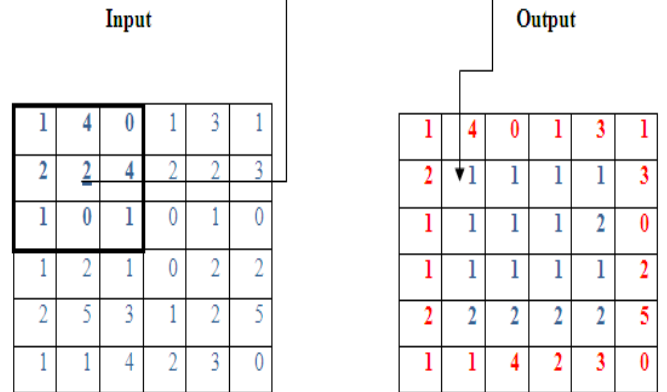 Input Output
1 4 0 1 3 1
2 2 4 2 2 3
1 0 1 0 1 0
1 2 1 0 2 2
2 5 3 1 2 5
1 1 4 2 3 0
1 4 0 1 3 1
2 1 1 1 1 3
1 1 1 1 2 0
1 1 1 1 1 2
2 2 2 2 2 5
1 1 4 2 3 0